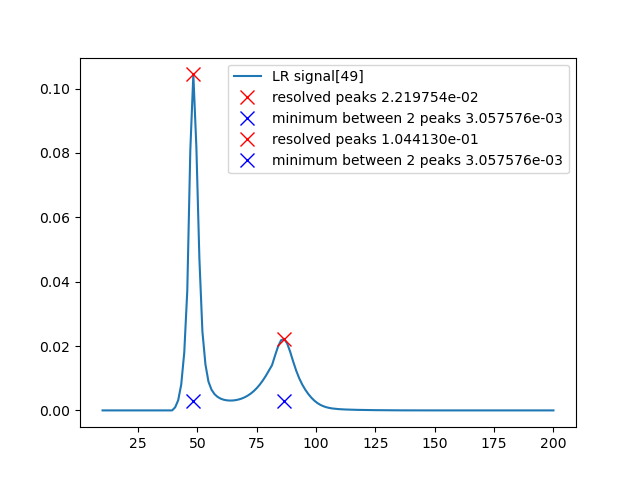 LR signal[49]
resolved peaks 2.219754e-02
minimum between 2 peaks 3.057576e-03
resolved peaks 1.044130e-01
minimum between 2 peaks 3.057576e-03
0.10
0.08
0.06
0.04
0.02
0.00
25 50 75 100 125 150 175 200